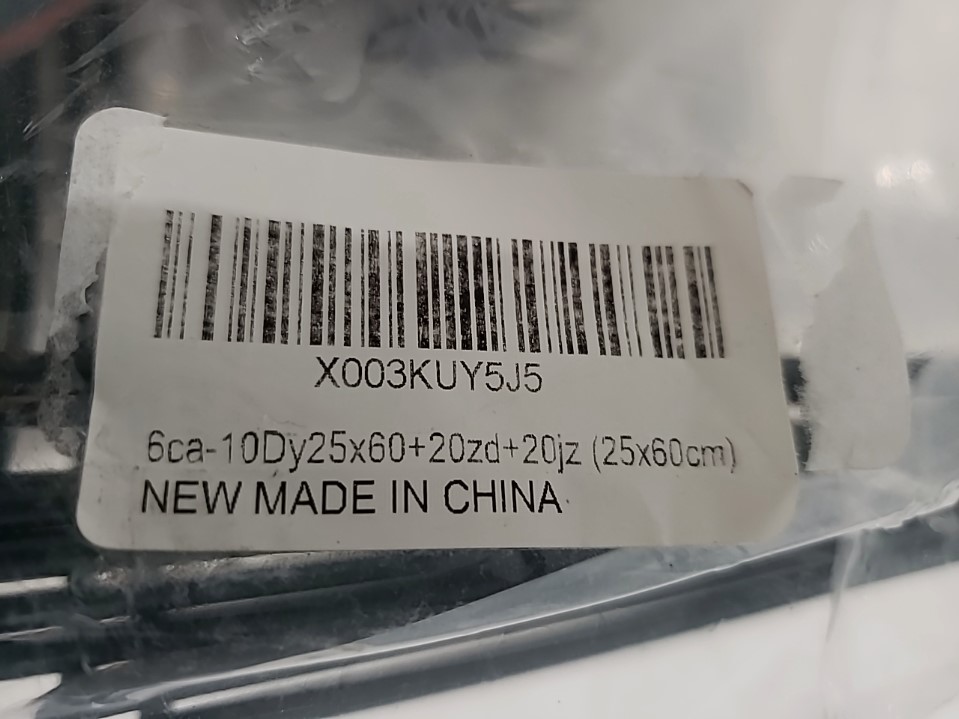 X003KUY5J5
6ca-10Dy25x60+20zd+20jz (25x60cm)
NEW MADE IN CHINA